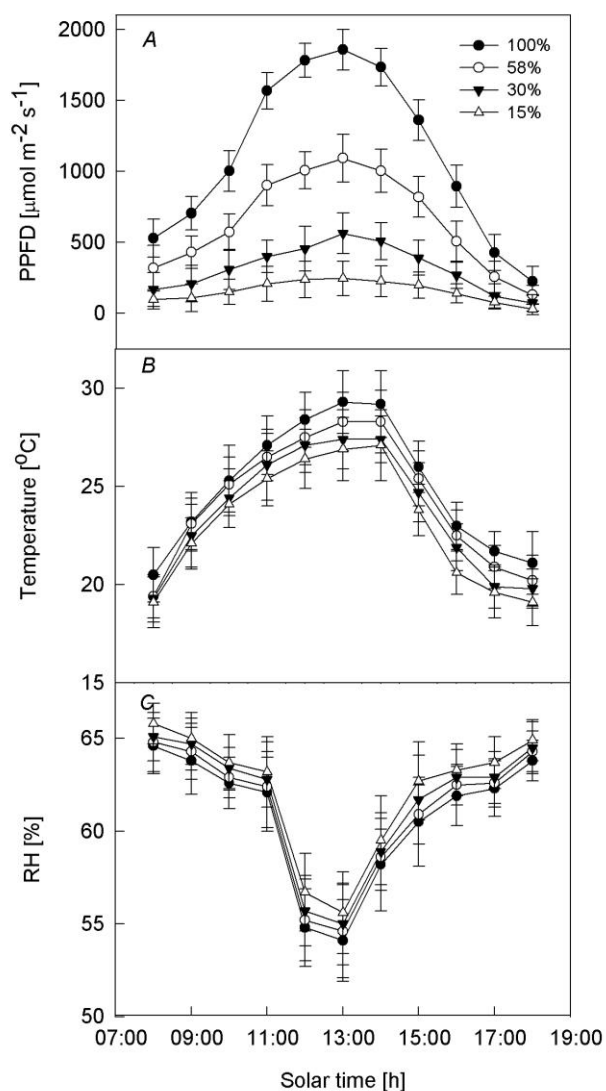 A
2000
1500
1000
500
0
PPFD [μmol m⁻² s⁻¹]
100%
58%
30%
15%
B
30
25
20
15
Temperature [⁰C]
C
65
60
55
50
RH [%]
07:00 09:00 11:00 13:00 15:00 17:00 19:00
Solar time [h]